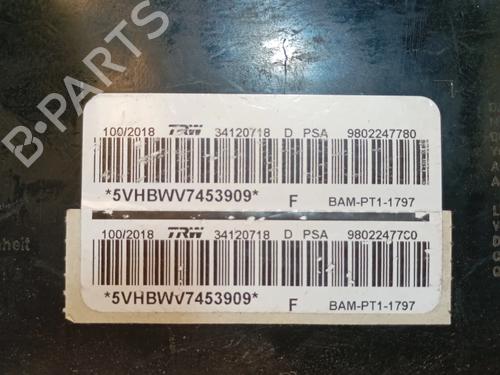 B-PARTS
100/2018 TRW 34120718 D PSA 9802247780
*5VHBWV7453909* F BAM-PT1-1797
100/2018 TRW 34120718 D PSA 98022477C0
*5VHBWV7453909* F BAM-PT1-1797